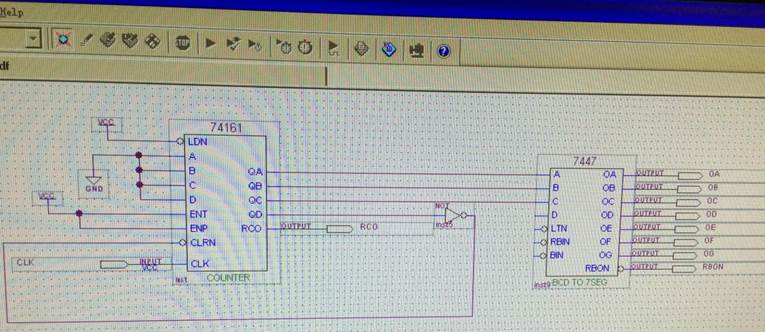 Help
df
VCC
74161
LDN
A
B
C
D
ENT
ENP
CLRN
CLK
QA
QB
QC
QD
RCO
inst
COUNTER
GND
VCC
CLK
INPUT
VCC
OUTPUT
RCO
NOT
inst5
7447
A
B
C
D
LTN
RBIN
BIN
OA
OB
OC
OD
OE
OF
OG
RBON
BCD TO 7SEG
OUTPUT OA
OUTPUT OB
OUTPUT OC
OUTPUT OD
OUTPUT OE
OUTPUT OF
OUTPUT OG
OUTPUT RBON